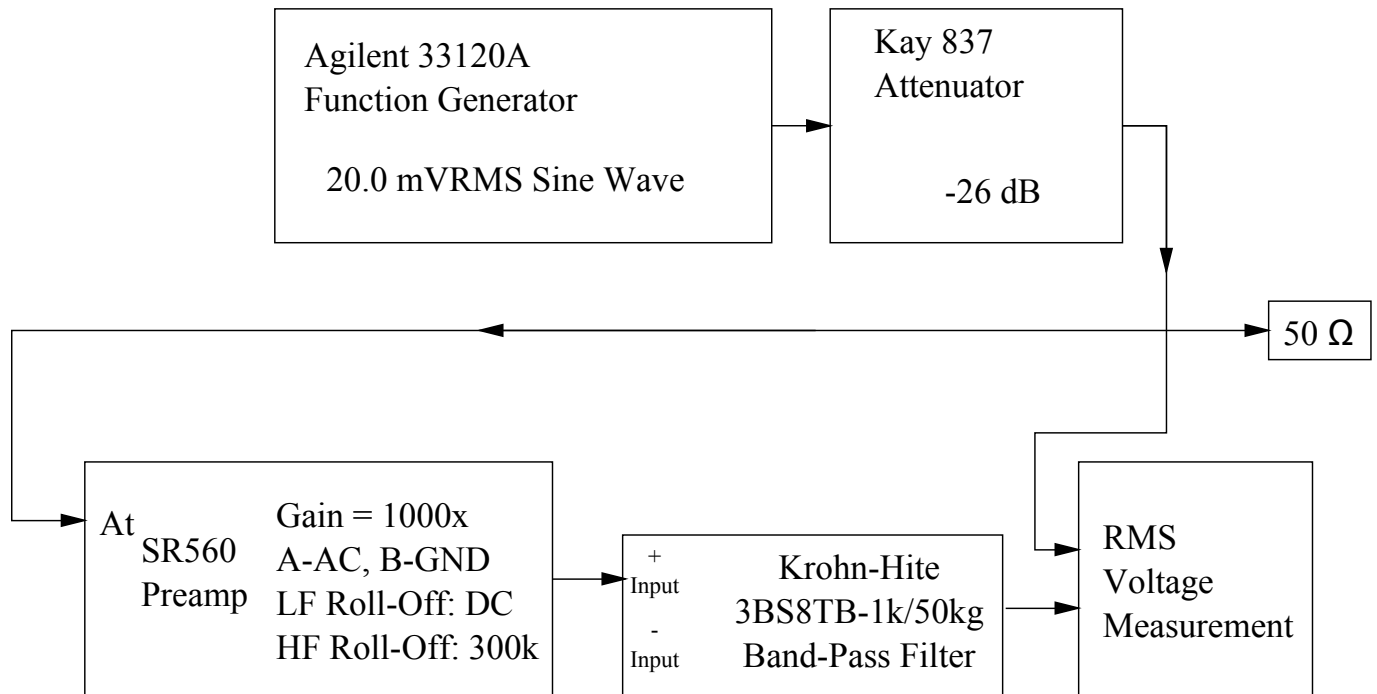 Agilent 33120A
Function Generator
20.0 mVRMS Sine Wave
Kay 837
Attenuator
-26 dB
50 Ω
At
SR560
Preamp
Gain = 1000x
A-AC, B-GND
LF Roll-Off: DC
HF Roll-Off: 300k
+
Input
-
Input
Krohn-Hite
3BS8TB-1k/50kg
Band-Pass Filter
RMS
Voltage
Measurement